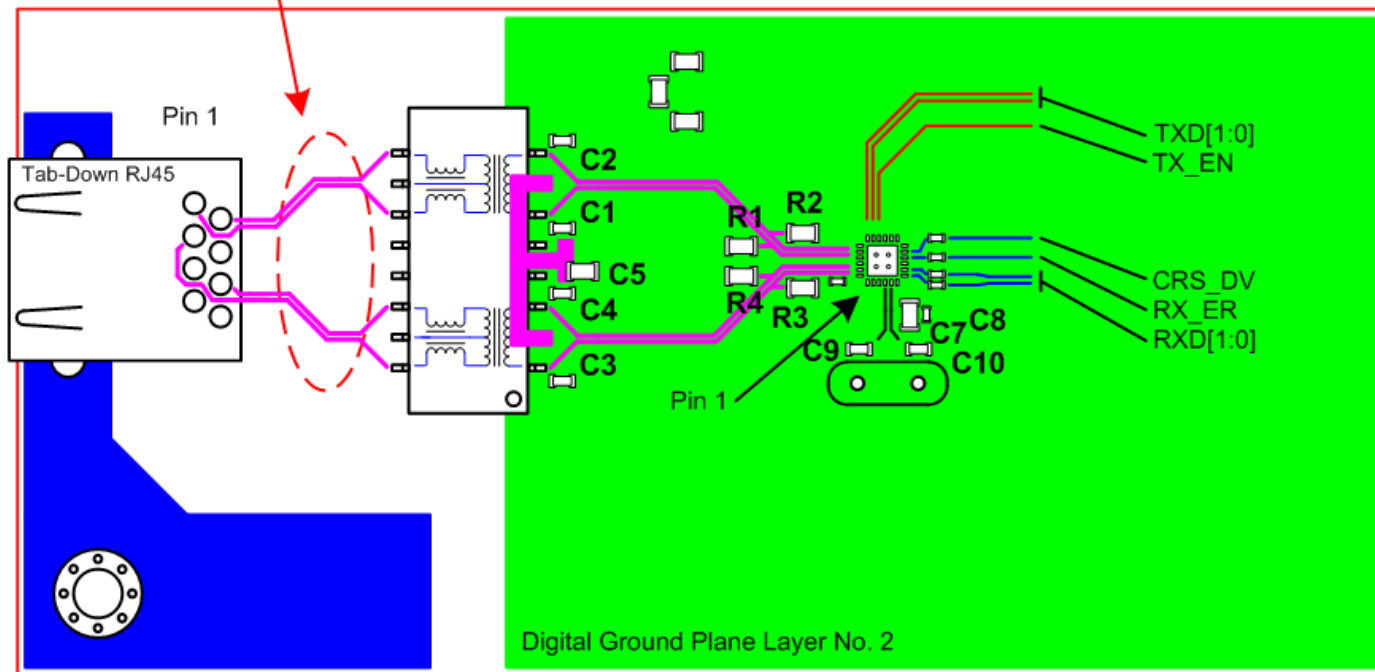 Pin 1
Tab-Down RJ45
TXD[1:0]
TX_EN
C2
C1
R1
R2
C5
CRS_DV
C4
R4
R3
RX_ER
C8
RXD[1:0]
C7
C9
C3
C10
Pin 1
Digital Ground Plane Layer No. 2